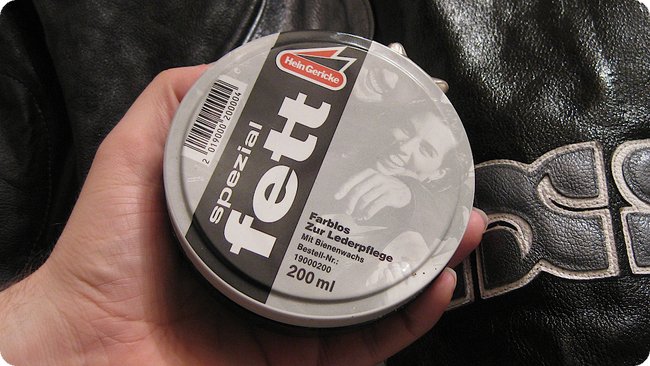 Hein Gericke
2 019000 200004
spezial
fett
Farblos
Zur Lederpflege
Mit Bienenwachs
Bestell-Nr.:
19000200
200 ml